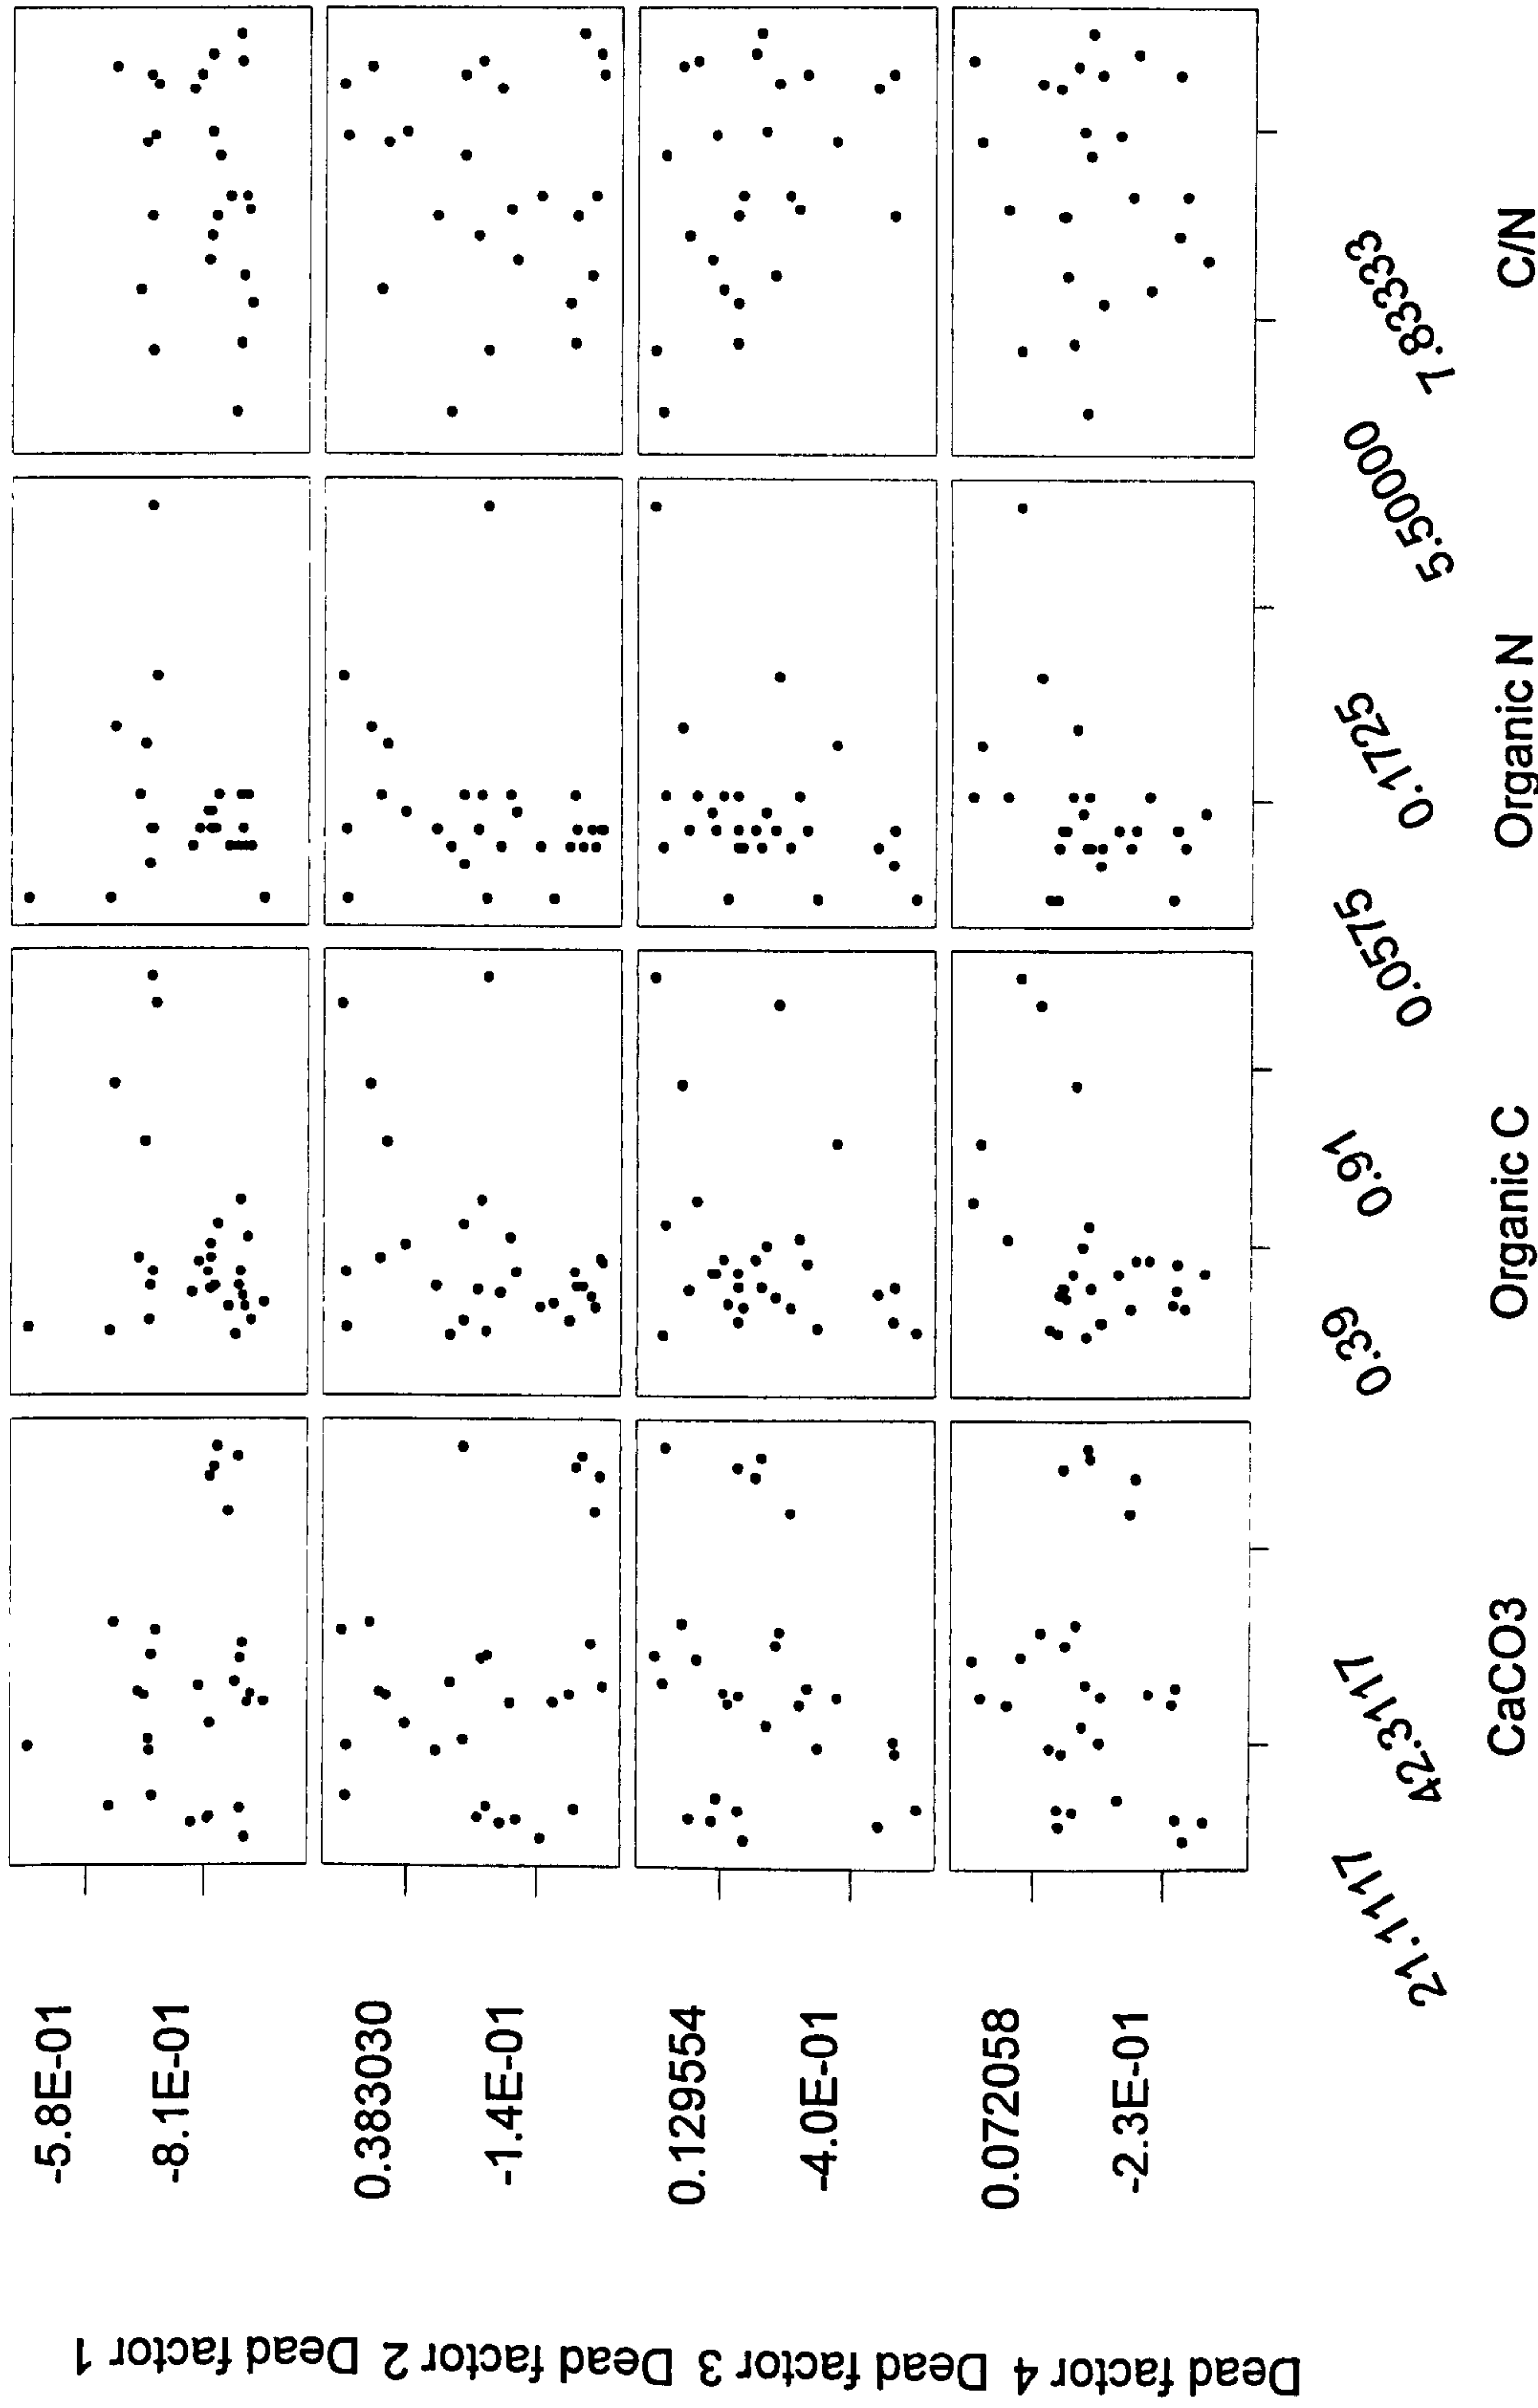 Dead factor 1
Dead factor 2
Dead factor 3
Dead factor 4
-5.8E-01
-8.1E-01
0.383030
-1.4E-01
0.129554
-4.0E-01
0.072058
-2.3E-01
21.1117
42.3117
0.39
0.91
0.0575
0.1725
5.50000
7.83333
CaCO3
Organic C
Organic N
C/N